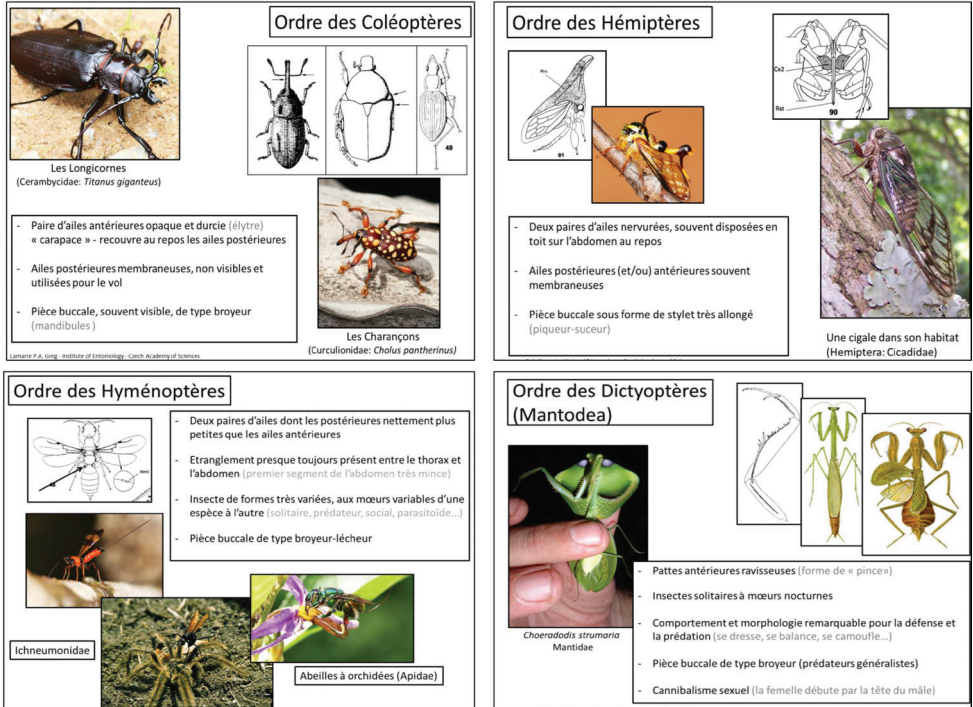 Ordre des Coléoptères
49
Les Longicornes
(Cerambycidae: Titanus giganteus)
- Paire d'ailes antérieures opaque et durcie (élytre)
« carapace » - recouvre au repos les ailes postérieures
- Ailes postérieures membraneuses, non visibles et
utilisées pour le vol
- Pièce buccale, souvent visible, de type broyeur
(mandibules )
Les Charançons
(Curculionidae: Cholus pantherinus)
Lamarre P.A. Greg - Institute of Entomology - Czech Academy of Sciences
Ordre des Hémiptères
Prn
91
Cx2
Rst
90
- Deux paires d'ailes nervurées, souvent disposées en
toit sur l'abdomen au repos
- Ailes postérieures (et/ou) antérieures souvent
membraneuses
- Pièce buccale sous forme de stylet très allongé
(piqueur-suceur)
Une cigale dans son habitat
(Hemiptera: Cicadidae)
Ordre des Hyménoptères
Hml
- Deux paires d'ailes dont les postérieures nettement plus
petites que les ailes antérieures
- Etranglement presque toujours présent entre le thorax et
l'abdomen (premier segment de l'abdomen très mince)
- Insecte de formes très variées, aux mœurs variables d'une
espèce à l'autre (solitaire, prédateur, social, parasitoïde…)
- Pièce buccale de type broyeur-lécheur
Ichneumonidae
Abeilles à orchidées (Apidae)
Ordre des Dictyoptères
(Mantodea)
Choeradodis strumaria
Mantidae
- Pattes antérieures ravisseuses (forme de « pince»)
- Insectes solitaires à mœurs nocturnes
- Comportement et morphologie remarquable pour la défense et
la prédation (se dresse, se balance, se camoufle…)
- Pièce buccale de type broyeur (prédateurs généralistes)
- Cannibalisme sexuel (la femelle débute par la tête du mâle)